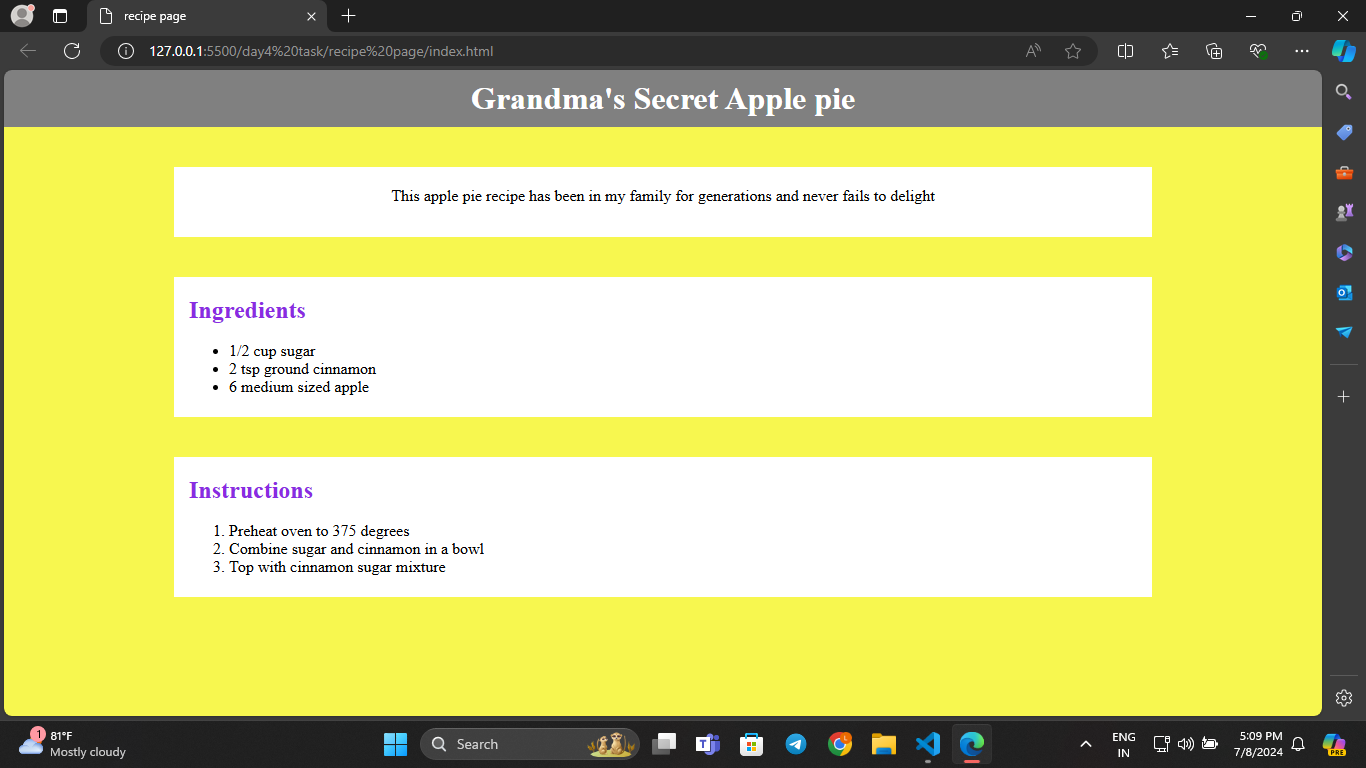 recipe page
127.0.0.1:5500/day4%20task/recipe%20page/index.html
Grandma's Secret Apple pie
This apple pie recipe has been in my family for generations and never fails to delight
Ingredients
• 1/2 cup sugar
• 2 tsp ground cinnamon
• 6 medium sized apple
Instructions
1. Preheat oven to 375 degrees
2. Combine sugar and cinnamon in a bowl
3. Top with cinnamon sugar mixture
1
81°F
Mostly cloudy
Search
ENG
IN
5:09 PM
7/8/2024
PRE